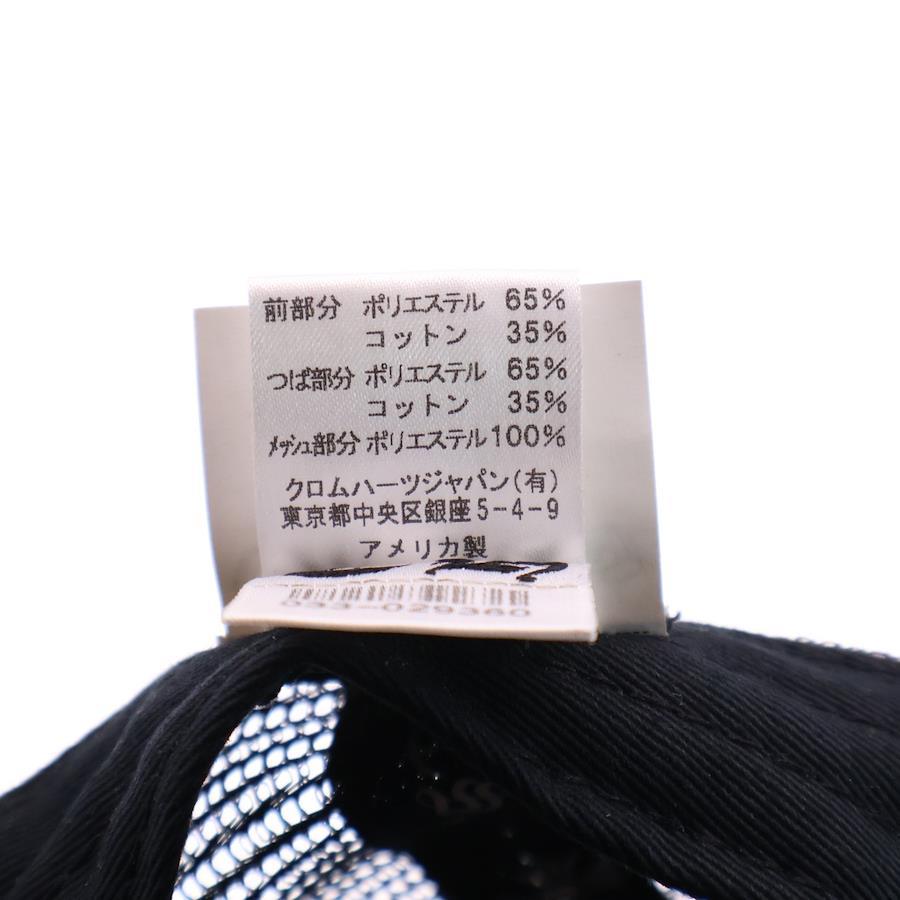 前部分 ポリエステル 65%
コットン 35%
つば部分 ポリエステル 65%
コットン 35%
メッシュ部分 ポリエステル 100%
クロムハーツジャパン(有)
東京都中央区銀座5-4-9
アメリカ製
033-029360